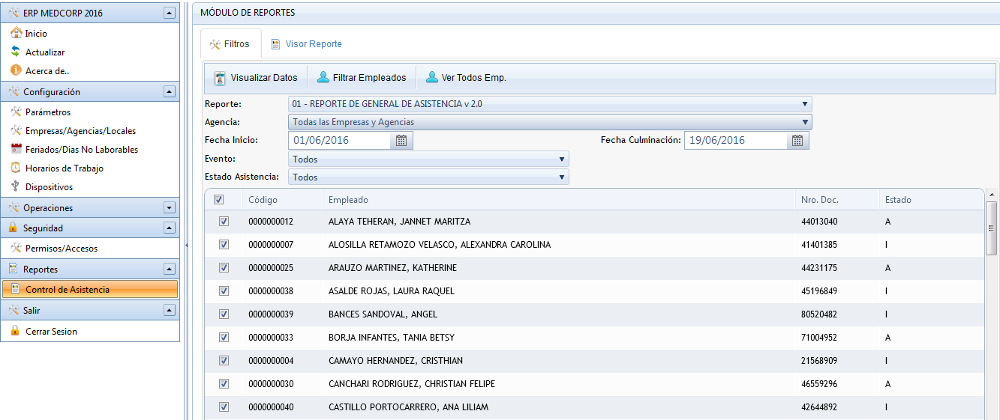 ERP MEDCORP 2016
Inicio
Actualizar
Acerca de..
Configuración
Parámetros
Empresas/Agencias/Locales
Feriados/Dias No Laborables
Horarios de Trabajo
Dispositivos
Operaciones
Seguridad
Permisos/Accesos
Reportes
Control de Asistencia
Salir
Cerrar Sesion
MÓDULO DE REPORTES
Filtros Visor Reporte
Visualizar Datos Filtrar Empleados Ver Todos Emp.
Reporte: 01 - REPORTE DE GENERAL DE ASISTENCIA v 2.0
Agencia: Todas las Empresas y Agencias
Fecha Inicio: 01/06/2016 Fecha Culminación: 19/06/2016
Evento: Todos
Estado Asistencia: Todos
Código Empleado Nro. Doc. Estado
0000000012 ALAYA TEHERAN, JANNET MARITZA 44013040 A
0000000007 ALOSILLA RETAMOZO VELASCO, ALEXANDRA CAROLINA 41401385 I
0000000025 ARAUZO MARTINEZ, KATHERINE 44231175 A
0000000038 ASALDE ROJAS, LAURA RAQUEL 45196849 I
0000000039 BANCES SANDOVAL, ANGEL 80520482 I
0000000033 BORJA INFANTES, TANIA BETSY 71004952 A
0000000004 CAMAYO HERNANDEZ, CRISTHIAN 21568909 I
0000000030 CANCHARI RODRIGUEZ, CHRISTIAN FELIPE 46559296 A
0000000040 CASTILLO PORTOCARRERO, ANA LILIAM 42644892 I